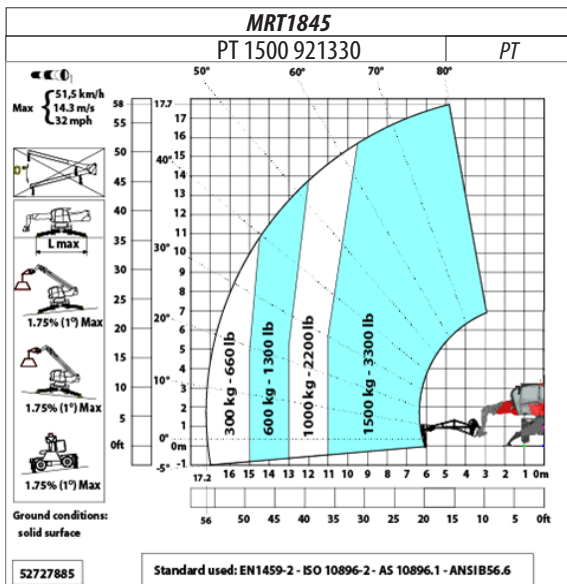 MRT1845
PT 1500 921330 PT
Max 51,5 km/h
14.3 m/s
32 mph
L max
1.75% (1º) Max
1.75% (1º) Max
1.75% (1º) Max
Ground conditions:
solid surface
52727885
50° 60° 70° 80°
40°
30°
20°
10°
0°
-5°
58
55
50
45
40
35
30
25
20
15
10
5
0ft
17.7
17
16
15
14
13
12
11
10
9
8
7
6
5
4
3
2
1
0m
-1
300 kg - 660 lb
600 kg - 1300 lb
1000 kg - 2200 lb
1500 kg - 3300 lb
17.2 16 15 14 13 12 11 10 9 8 7 6 5 4 3 2 1 0m
56 50 45 40 35 30 25 20 15 10 5 0ft
Standard used: EN1459-2 - ISO 10896-2 - AS 10896.1 - ANSI B56.6